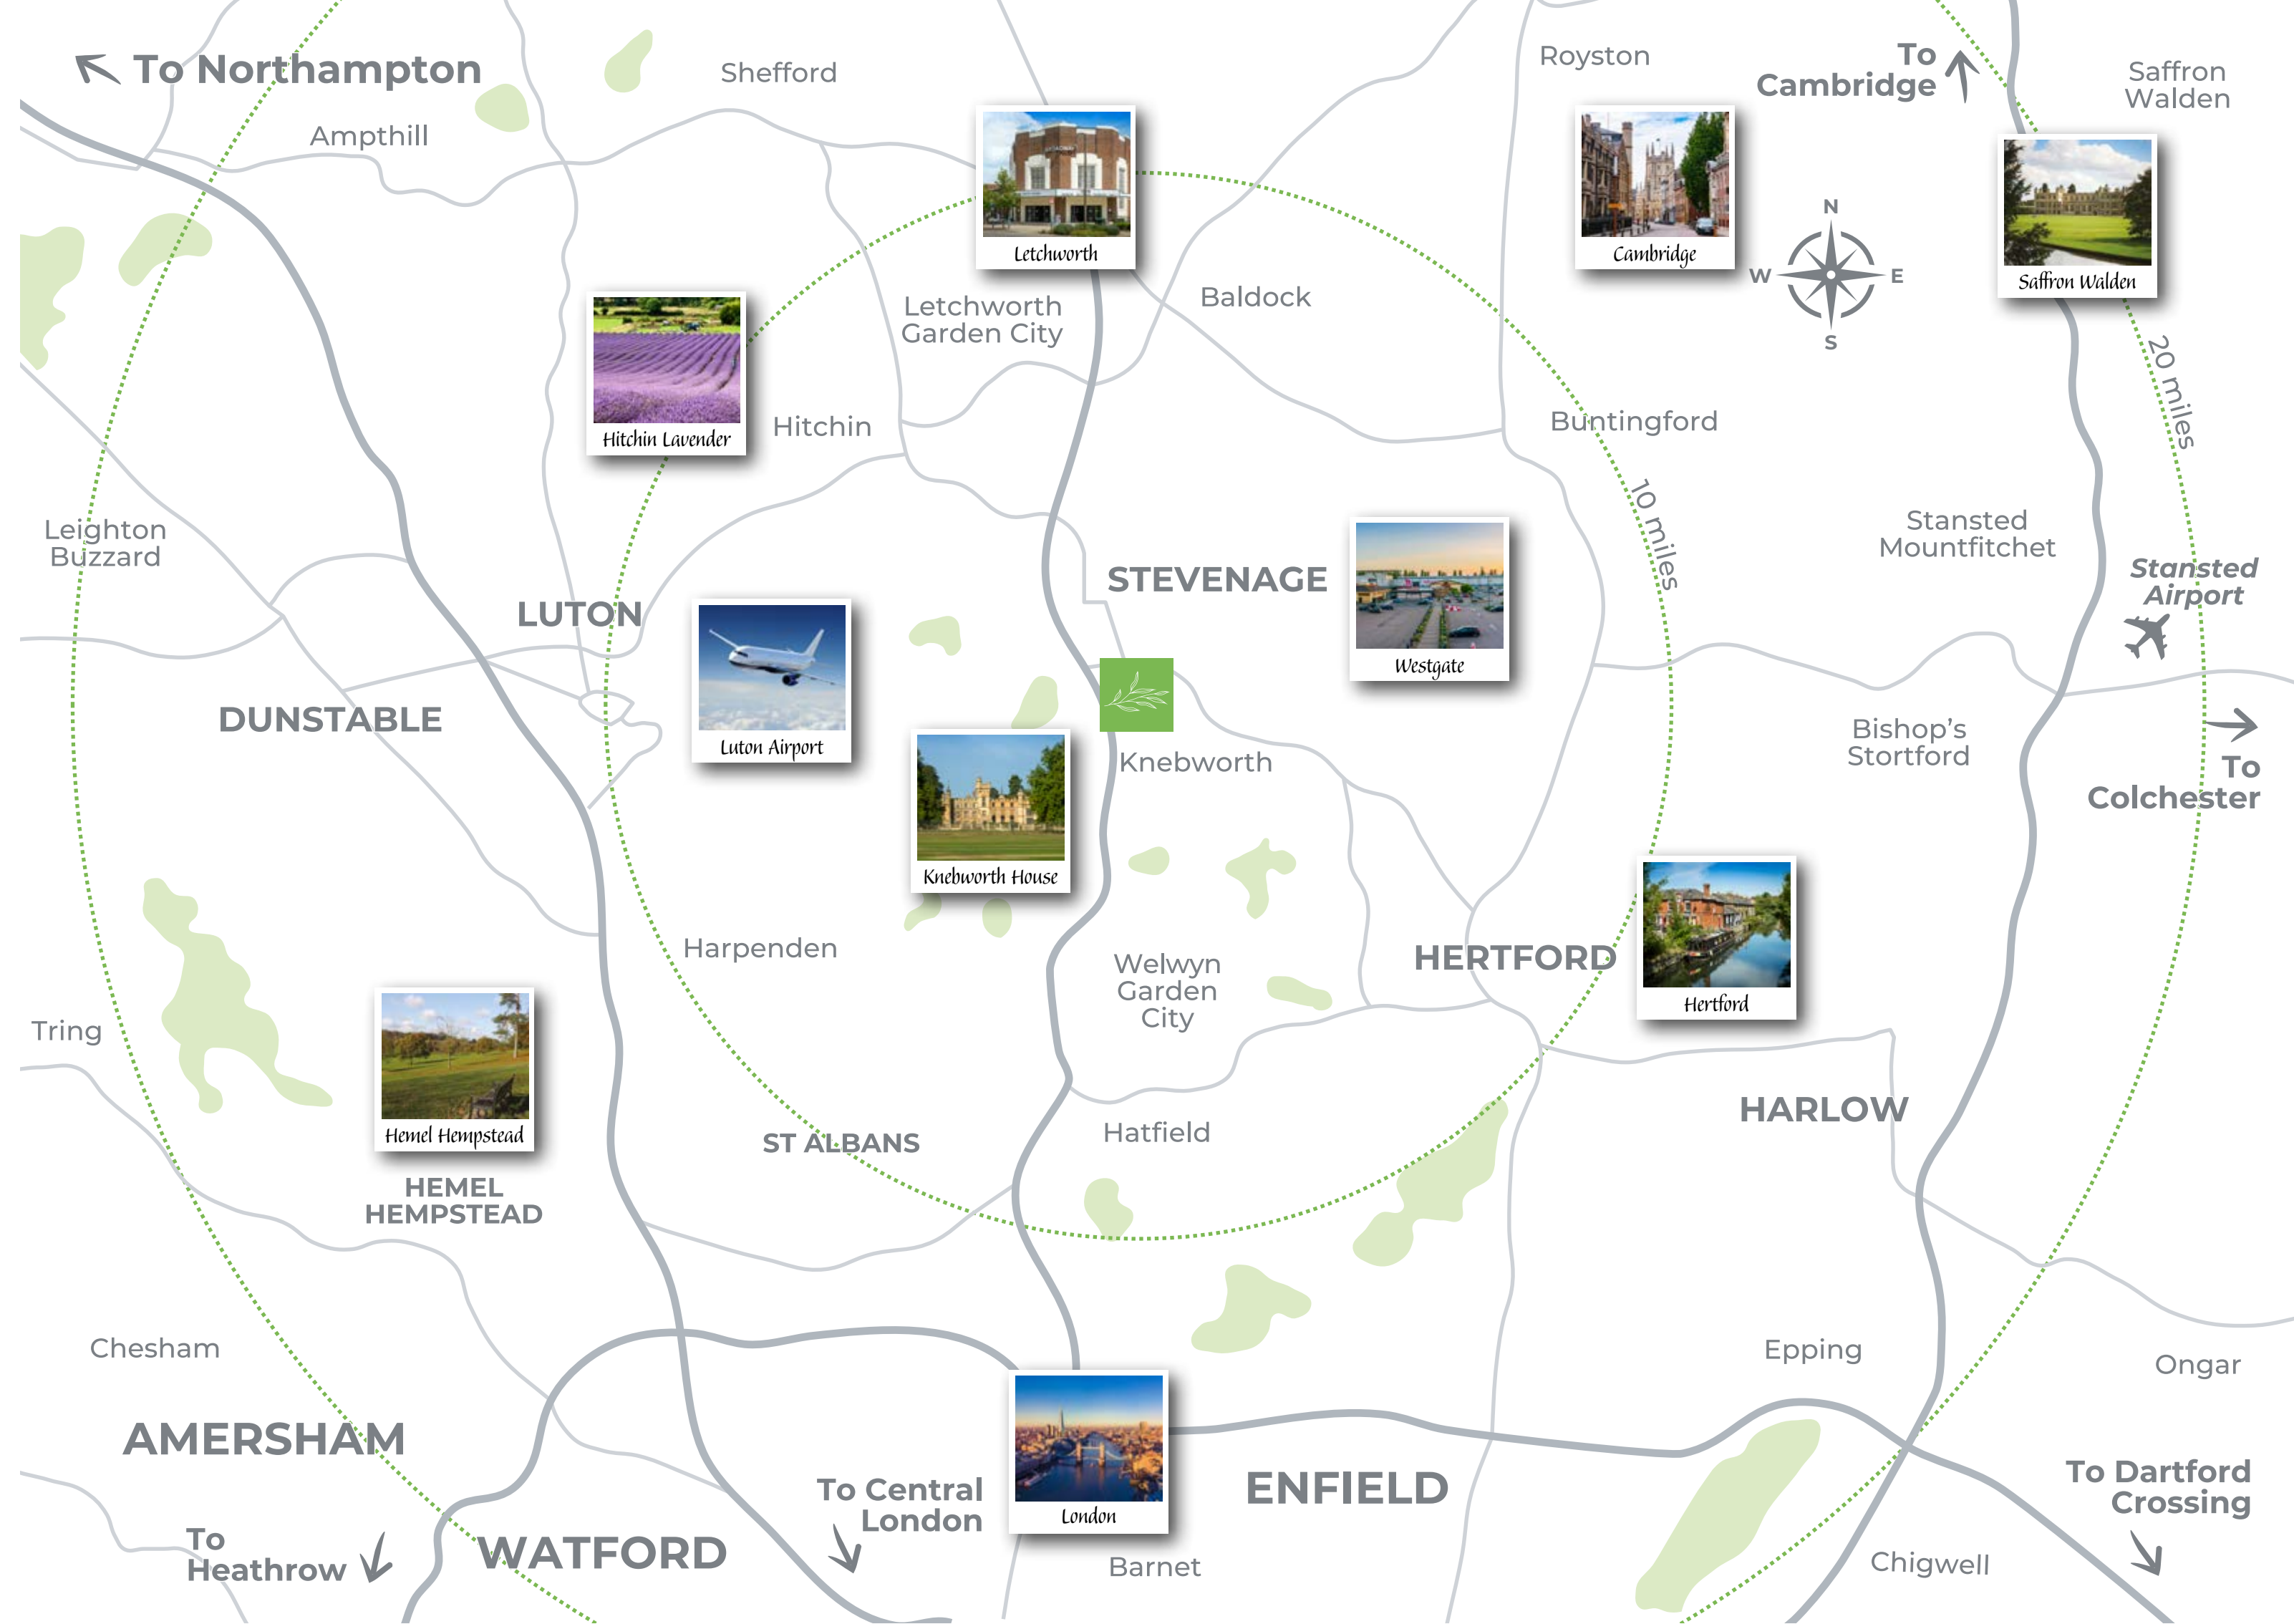 To Northampton
Shefford
Royston
To
Cambridge
Saffron
Walden
Ampthill
BROADWAY
Letchworth
Cambridge
N
W
E
S
Saffron Walden
Letchworth
Garden City
Baldock
Hitchin Lavender
Hitchin
Buntingford
20 miles
10 miles
Leighton
Buzzard
Stansted
Mountfitchet
Stansted
Airport
LUTON
STEVENAGE
Westgate
DUNSTABLE
Luton Airport
Knebworth
Bishop’s
Stortford
To
Colchester
Knebworth House
Harpenden
Welwyn
Garden
City
HERTFORD
Hertford
Tring
Hemel Hempstead
HARLOW
ST ALBANS
Hatfield
HEMEL
HEMPSTEAD
Chesham
Epping
Ongar
AMERSHAM
To Central
London
London
ENFIELD
To Dartford
Crossing
To
Heathrow
WATFORD
Barnet
Chigwell